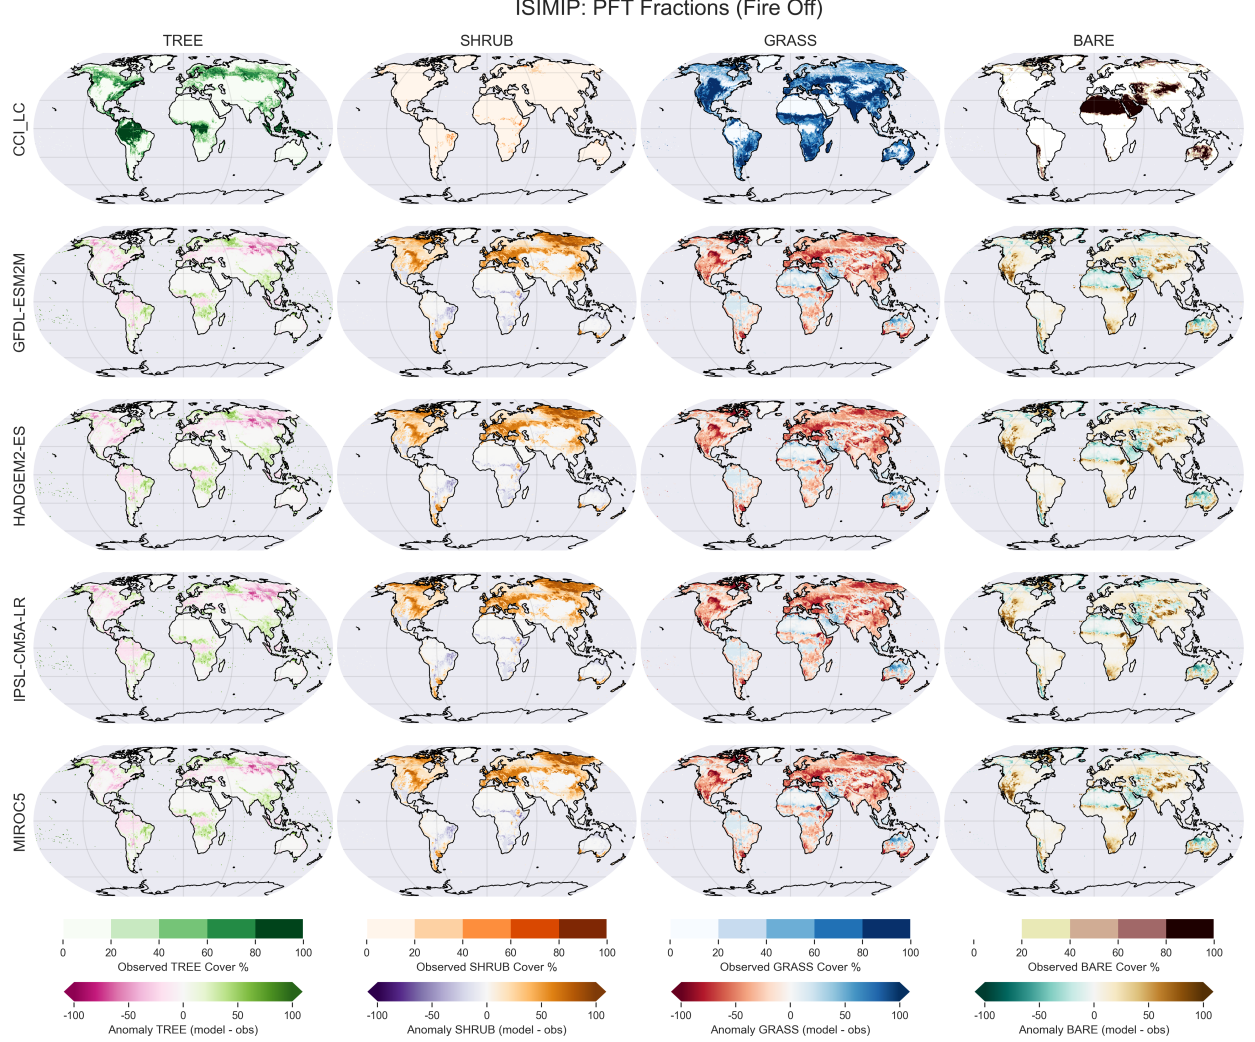 ISIMIP: PFT Fractions (Fire Off)
TREE SHRUB GRASS BARE
CCI_LC
GFDL-ESM2M
HADGEM2-ES
IPSL-CM5A-LR
MIROC5
0 20 40 60 80 100 0 20 40 60 80 100 0 20 40 60 80 100 0 20 40 60 80 100
Observed TREE Cover % Observed SHRUB Cover % Observed GRASS Cover % Observed BARE Cover %
-100 -50 0 50 100 -100 -50 0 50 100 -100 -50 0 50 100 -100 -50 0 50 100
Anomaly TREE (model - obs) Anomaly SHRUB (model - obs) Anomaly GRASS (model - obs) Anomaly BARE (model - obs)